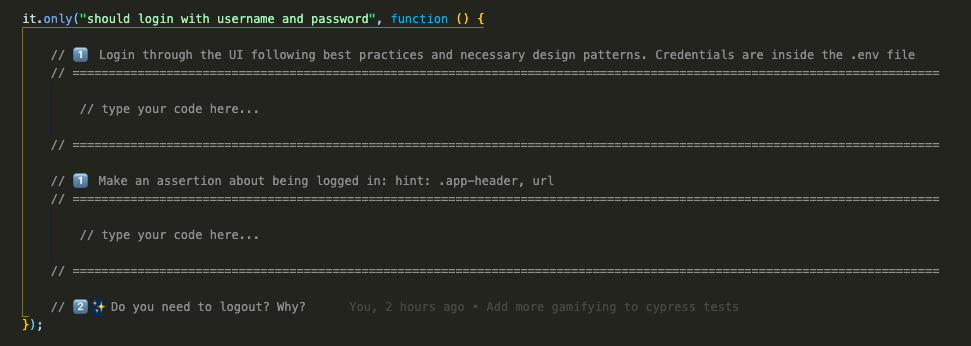 it.only("should login with username and password", function () {
// 1️⃣ Login through the UI following best practices and necessary design patterns. Credentials are inside the .env file
// =========================================================================================================================
// type your code here...
// =========================================================================================================================
// 1️⃣ Make an assertion about being logged in: hint: .app-header, url
// =========================================================================================================================
// type your code here...
// =========================================================================================================================
// 2️⃣✨ Do you need to logout? Why? You, 2 hours ago • Add more gamifying to cypress tests
});